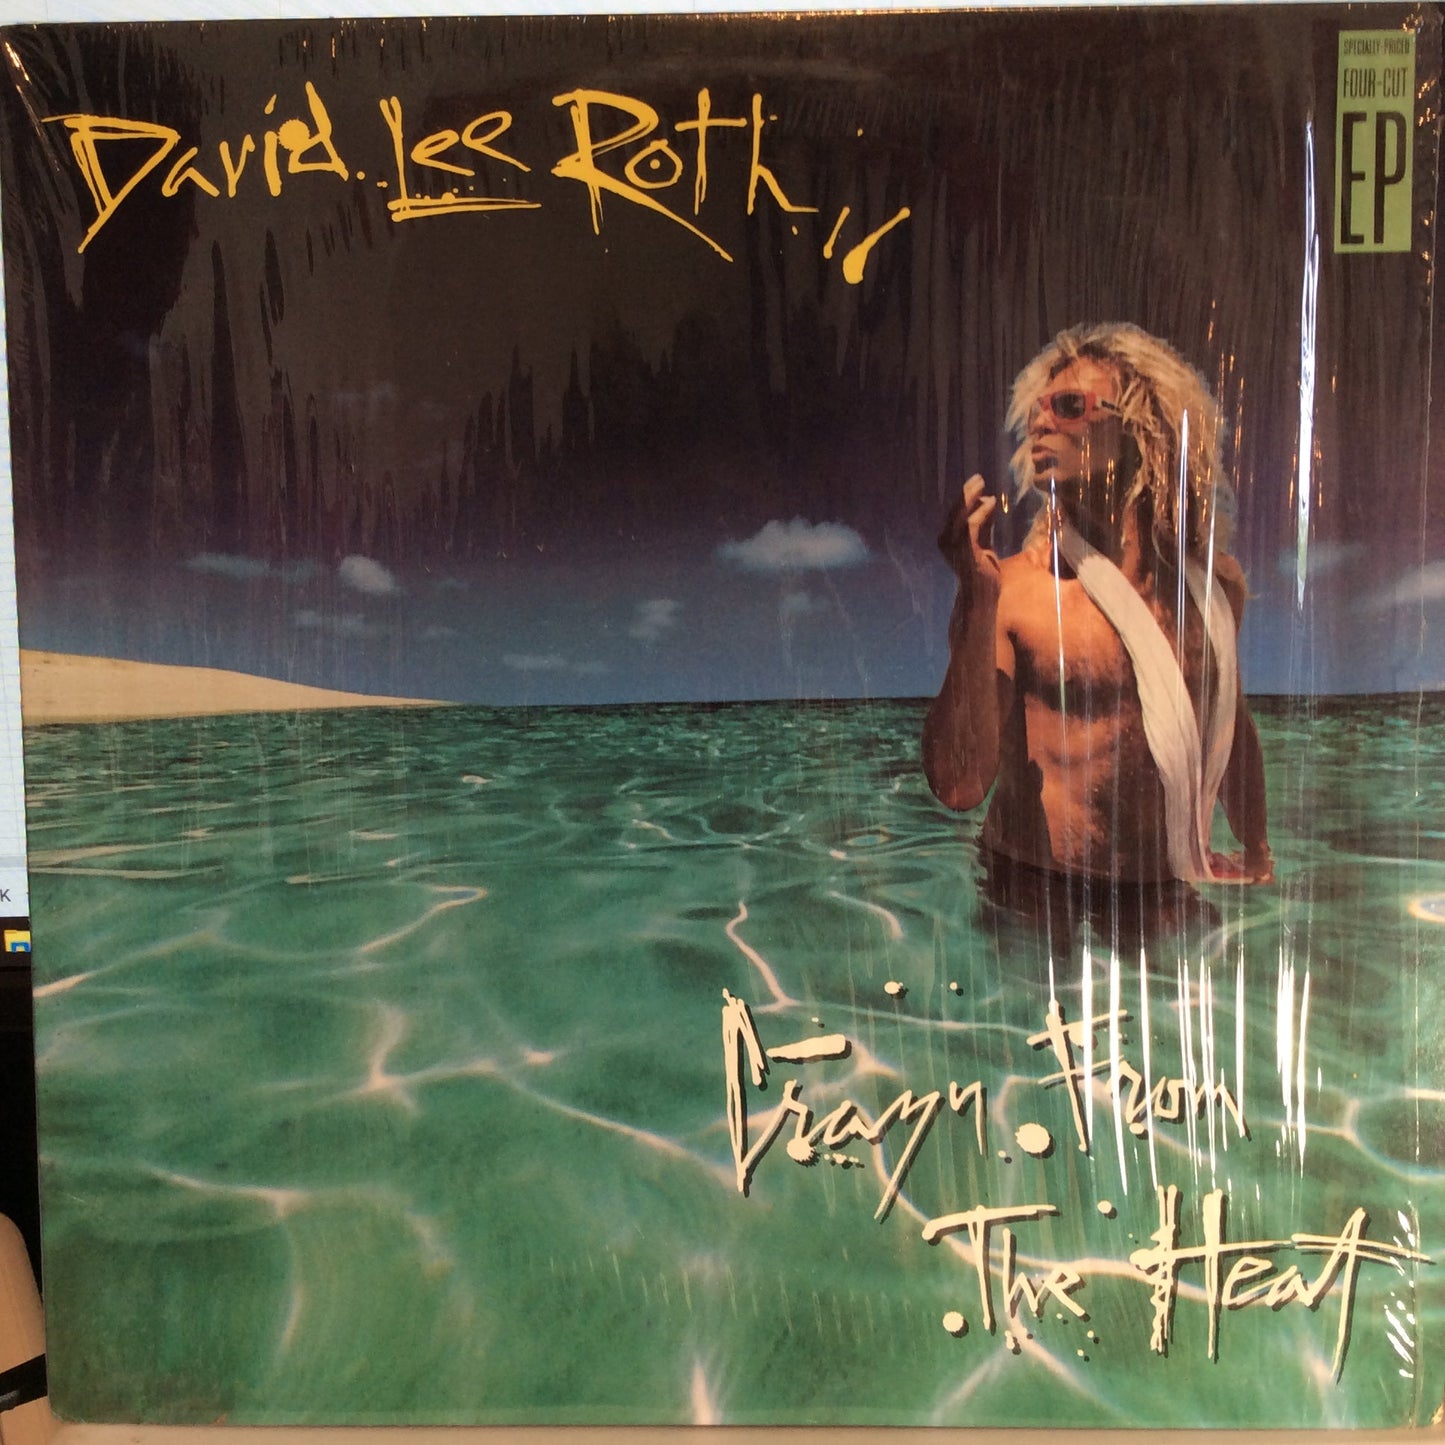 David Lee Roth
SPECIALLY-PRICED
FOUR-CUT
EP
Crazy From
The Heat
K